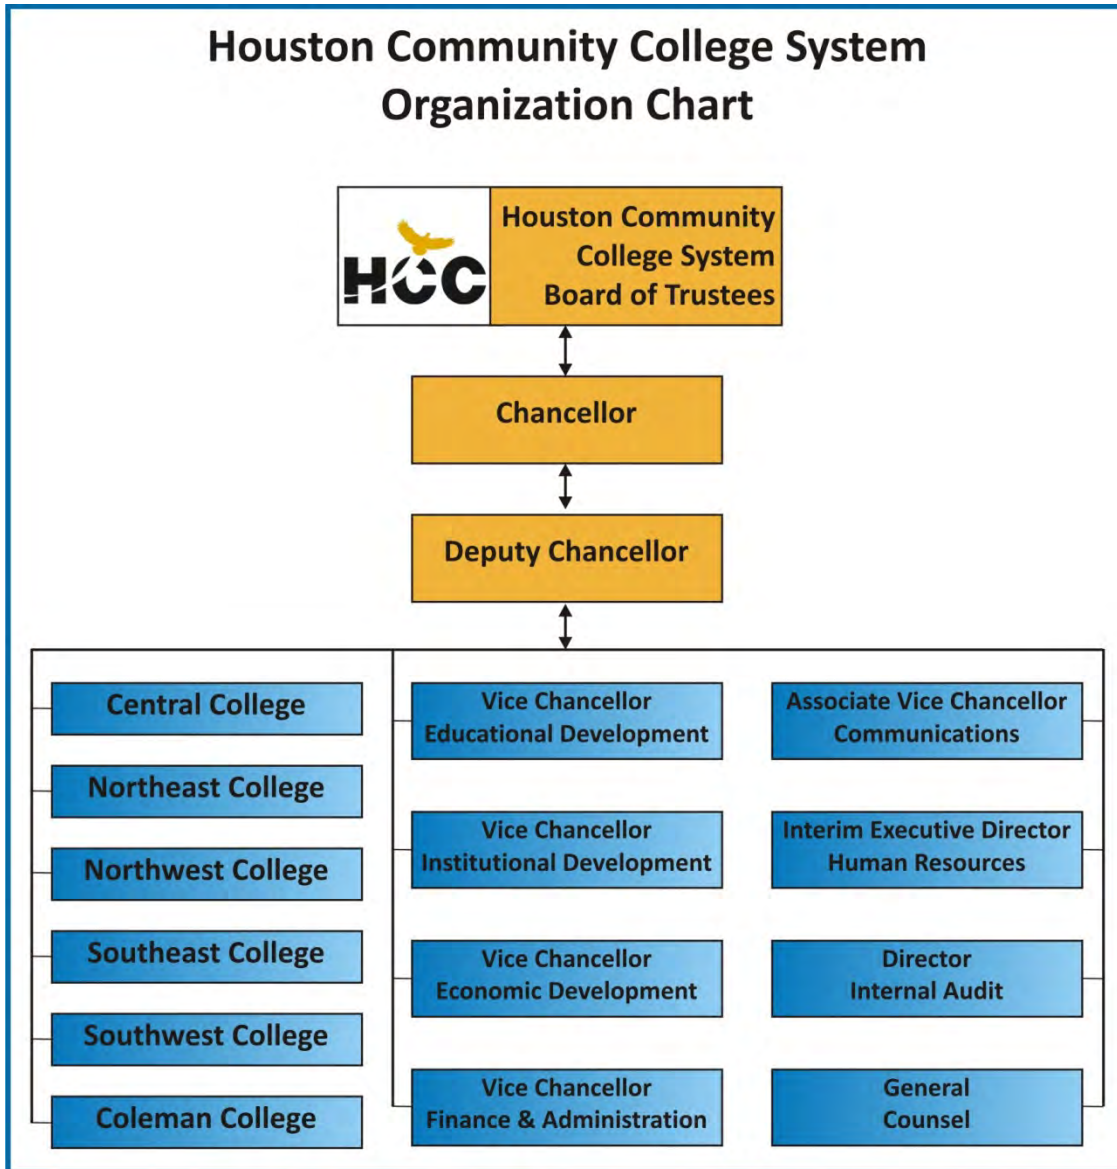 Houston Community College System
Organization Chart
HCC
Houston Community
College System
Board of Trustees
Chancellor
Deputy Chancellor
Central College
Northeast College
Northwest College
Southeast College
Southwest College
Coleman College
Vice Chancellor
Educational Development
Vice Chancellor
Institutional Development
Vice Chancellor
Economic Development
Vice Chancellor
Finance & Administration
Associate Vice Chancellor
Communications
Interim Executive Director
Human Resources
Director
Internal Audit
General
Counsel